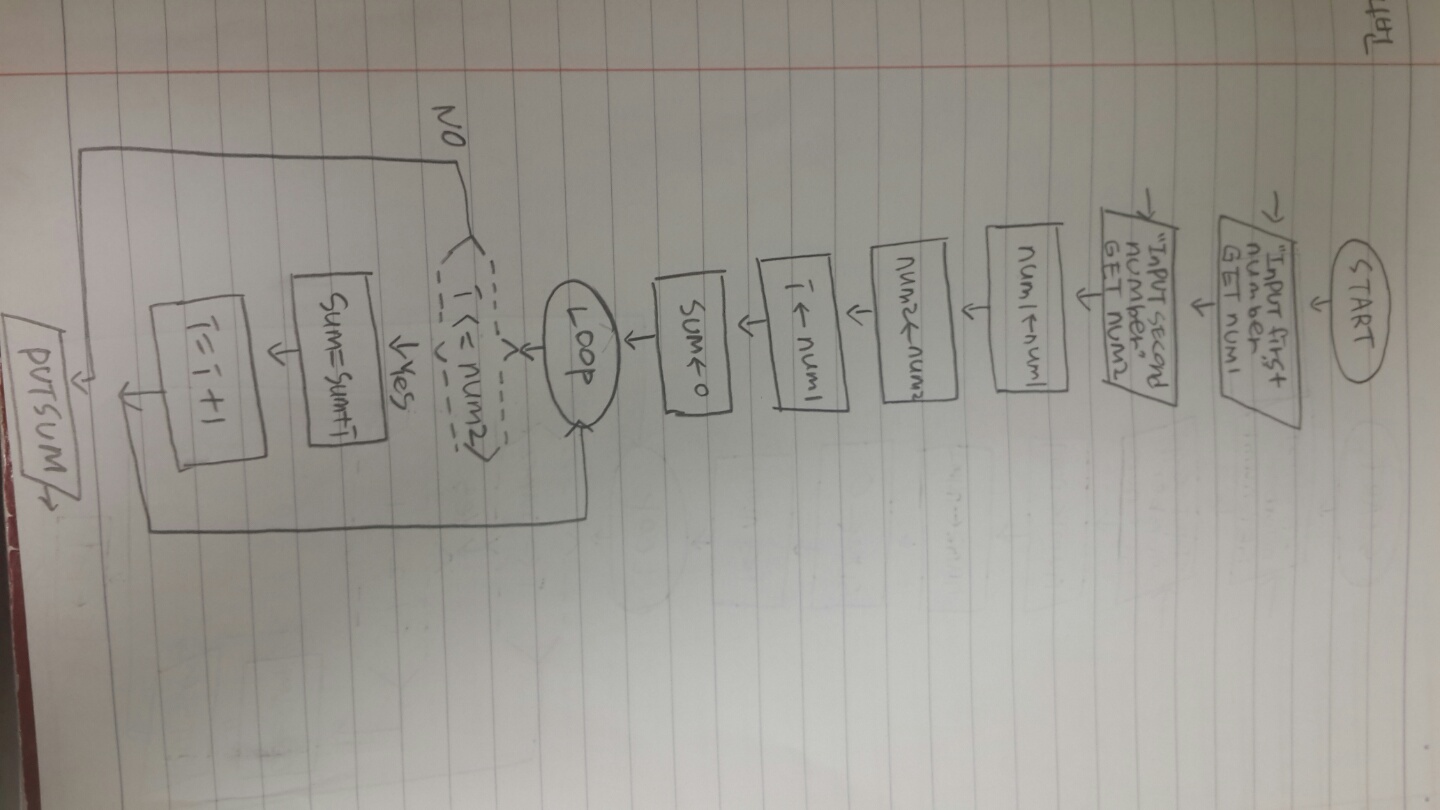 START
"INPUT first
number"
GET num1
"INPUT second
number"
GET num2
num1←num1
num2←num2
i←num1
sum←0
LOOP
i<=num2
NO
Yes
sum=sum+i
i=i+1
PUTSUM